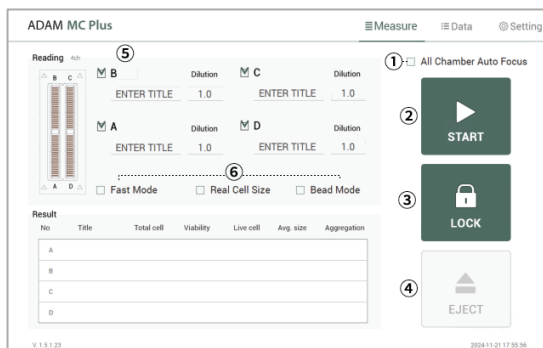 ADAM MC Plus
Measure Data Setting
Reading 4ch
⑤
① All Chamber Auto Focus
B C
B Dilution C Dilution
ENTER TITLE 1.0 ENTER TITLE 1.0
② START
A Dilution D Dilution
ENTER TITLE 1.0 ENTER TITLE 1.0
A D
⑥
Fast Mode Real Cell Size Bead Mode
③ LOCK
Result
No Title Total cell Viability Live cell Avg. size Aggregation
A
B
C
D
④ EJECT
V. 1.5.1.23 2024-11-21 17:55:56